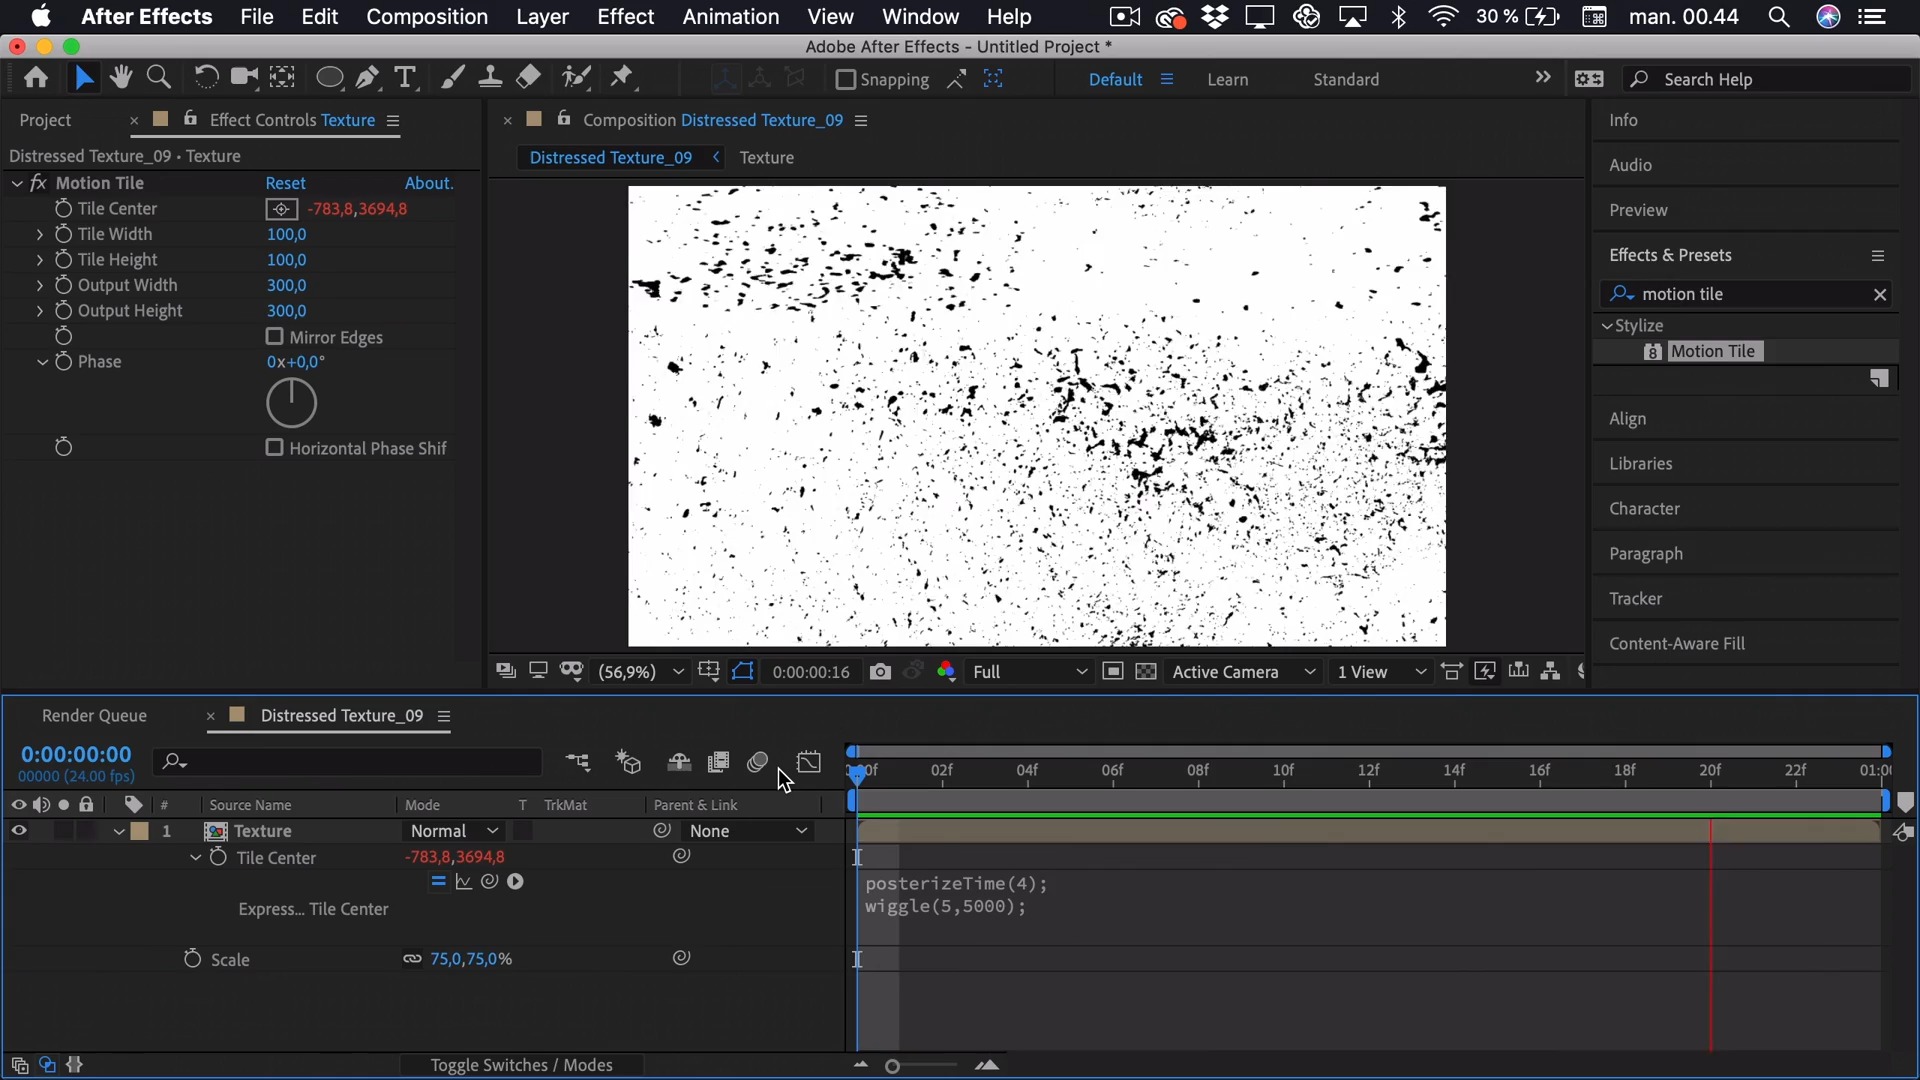 After Effects File Edit Composition Layer Effect Animation View Window Help 30 % man. 00.44
Adobe After Effects - Untitled Project *
Snapping Default Learn Standard Search Help
Project Effect Controls Texture Composition Distressed Texture_09 Info
Distressed Texture_09 • Texture
Distressed Texture_09 Texture
Motion Tile Reset About.
Tile Center -783,8,3694,8
Tile Width 100,0
Tile Height 100,0
Output Width 300,0
Output Height 300,0
Mirror Edges
Phase 0x+0,0°
Horizontal Phase Shif
Audio
Preview
Effects & Presets
motion tile
Stylize
8 Motion Tile
Align
Libraries
Character
Paragraph
Tracker
Content-Aware Fill
(56,9%) 0:00:00:16 Full Active Camera 1 View
Render Queue Distressed Texture_09
0:00:00:00
00000 (24.00 fps)
02f 04f 06f 08f 10f 12f 14f 16f 18f 20f 22f
# Source Name Mode T TrkMat Parent & Link
1 Texture Normal None
Tile Center -783,8,3694,8
posterizeTime(4);
Express... Tile Center wiggle(5,5000);
Scale 75,0,75,0%
Toggle Switches / Modes